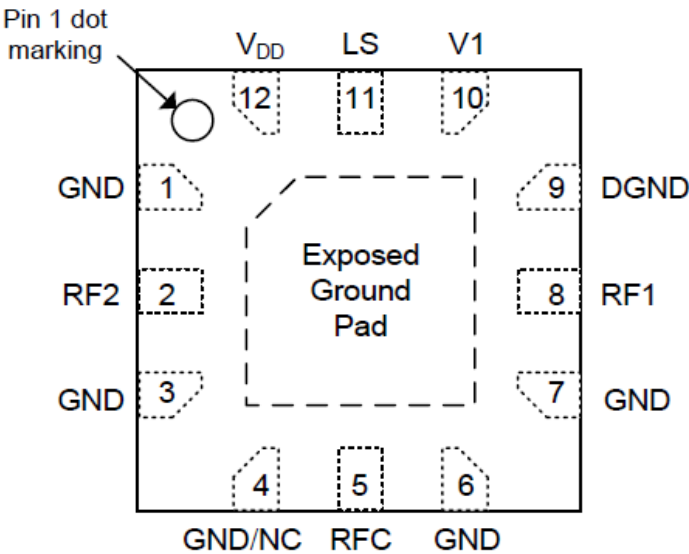 Pin 1 dot
marking
VDD LS V1
12 11 10
GND 1 9 DGND
Exposed
Ground
Pad
RF2 2 8 RF1
GND 3 7 GND
4 5 6
GND/NC RFC GND